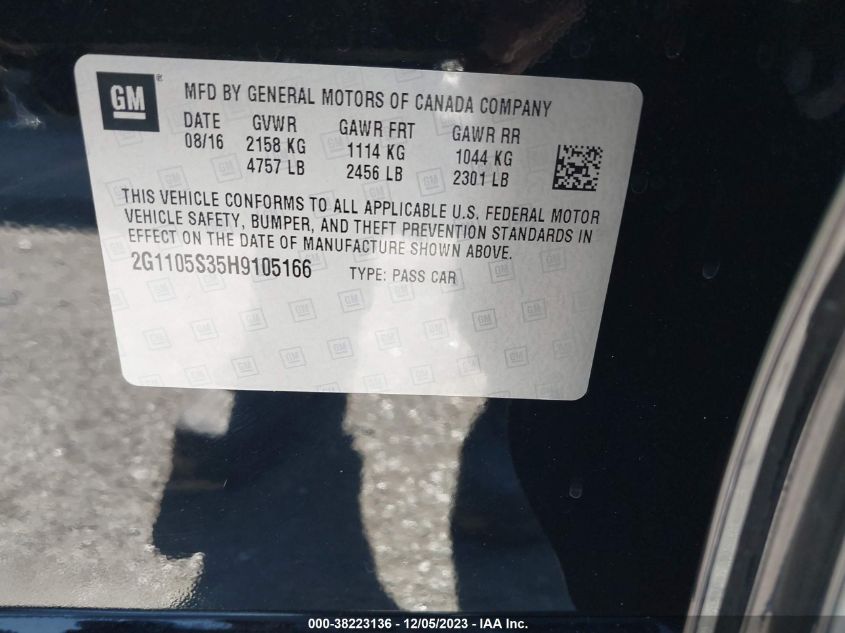 GM ®
MFD BY GENERAL MOTORS OF CANADA COMPANY
DATE GVWR GAWR FRT GAWR RR
08/16 2158 KG 1114 KG 1044 KG
4757 LB 2456 LB 2301 LB
THIS VEHICLE CONFORMS TO ALL APPLICABLE U.S. FEDERAL MOTOR
VEHICLE SAFETY, BUMPER, AND THEFT PREVENTION STANDARDS IN
EFFECT ON THE DATE OF MANUFACTURE SHOWN ABOVE.
2G1105S35H9105166 TYPE: PASS CAR
000-38223136 - 12/05/2023 - IAA Inc.